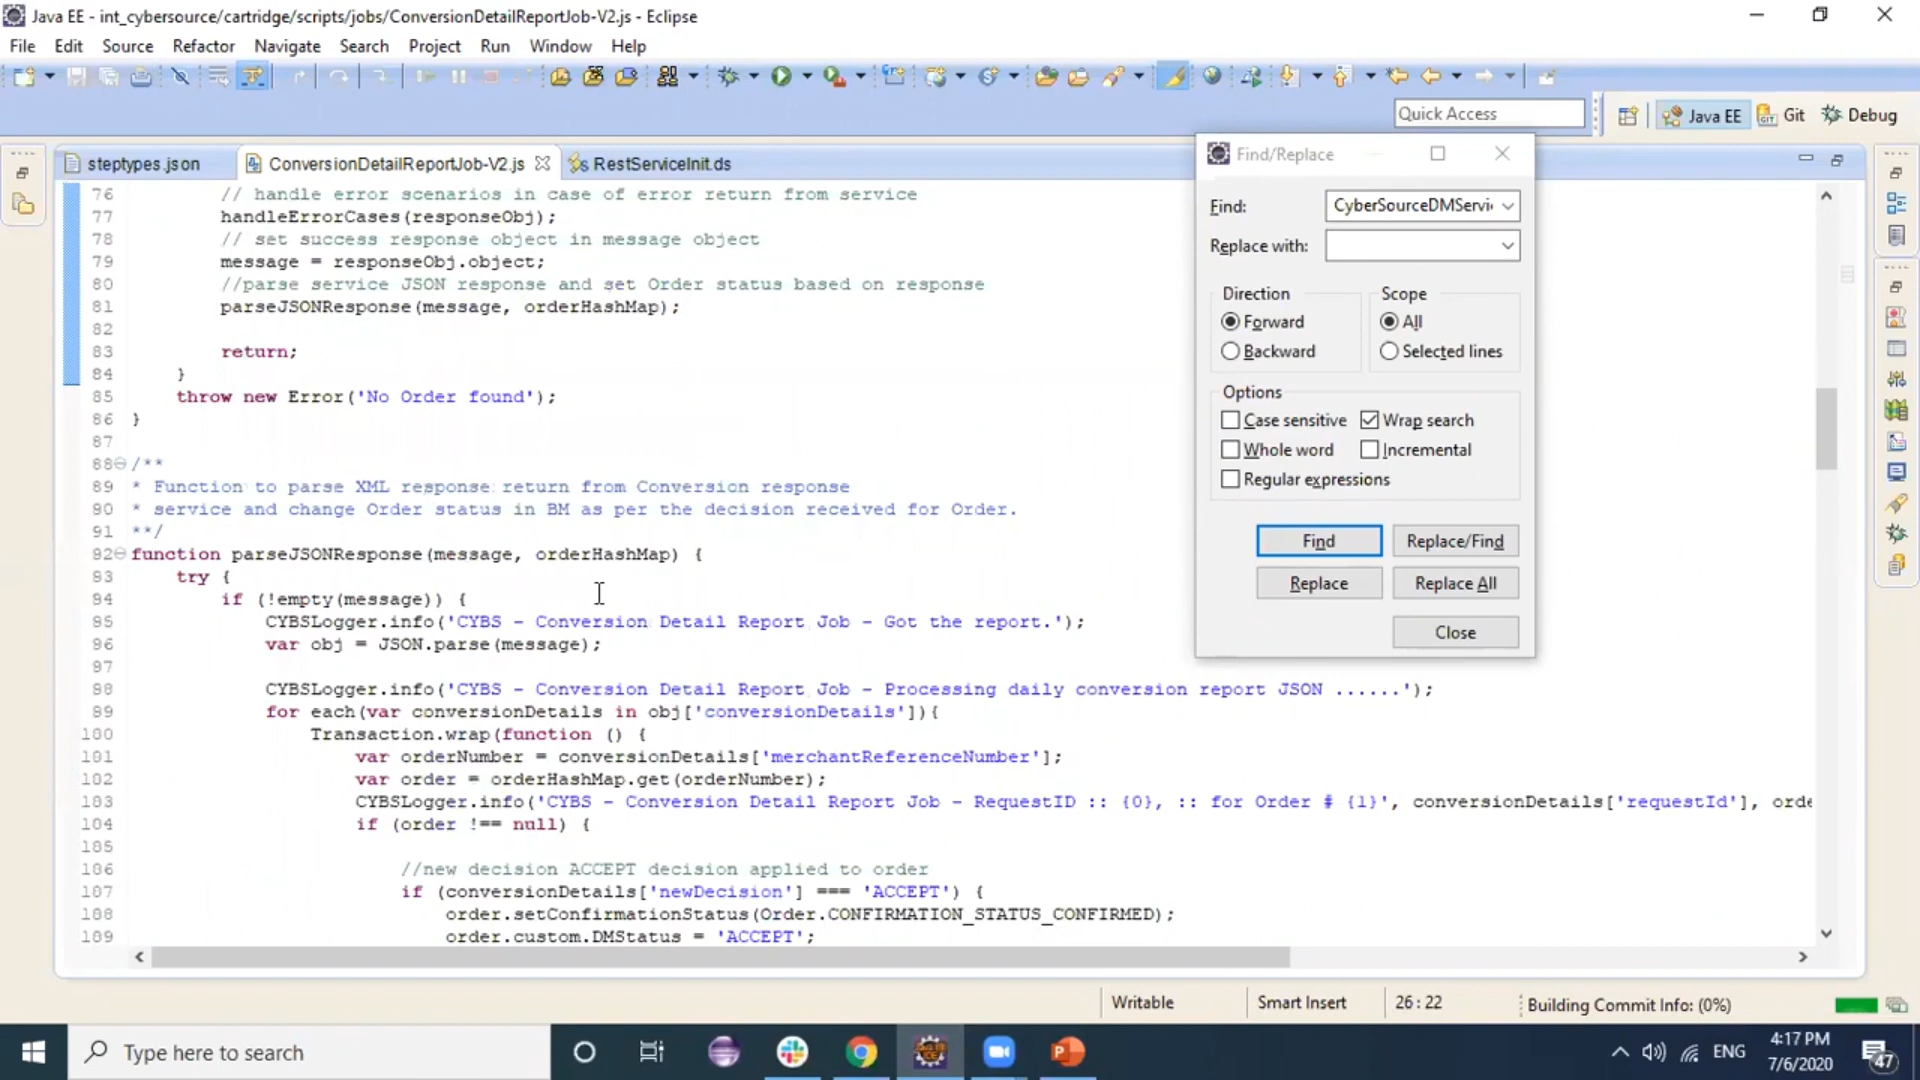 Java EE - int_cybersource/cartridge/scripts/jobs/ConversionDetailReportJob-V2.js - Eclipse
File Edit Source Refactor Navigate Search Project Run Window Help
Quick Access
Java EE Git Debug
steptypes.json ConversionDetailReportJob-V2.js RestServiceInit.ds
76 // handle error scenarios in case of error return from service
77 handleErrorCases(responseObj);
78 // set success response object in message object
79 message = responseObj.object;
80 //parse service JSON response and set Order status based on response
81 parseJSONResponse(message, orderHashMap);
82
83 return;
84 }
85 throw new Error('No Order found');
86 }
87
88 /**
89 * Function to parse XML response return from Conversion response
90 * service and change Order status in BM as per the decision received for Order.
91 **/
92 function parseJSONResponse(message, orderHashMap) {
93 try {
94 if (!empty(message)) {
95 CYBSLogger.info('CYBS - Conversion Detail Report Job - Got the report.');
96 var obj = JSON.parse(message);
97
98 CYBSLogger.info('CYBS - Conversion Detail Report Job - Processing daily conversion report JSON ......');
99 for each(var conversionDetails in obj['conversionDetails']){
100 Transaction.wrap(function () {
101 var orderNumber = conversionDetails['merchantReferenceNumber'];
102 var order = orderHashMap.get(orderNumber);
103 CYBSLogger.info('CYBS - Conversion Detail Report Job - RequestID :: {0}, :: for Order # {1}', conversionDetails['requestId'], orde
104 if (order !== null) {
105
106 //new decision ACCEPT decision applied to order
107 if (conversionDetails['newDecision'] === 'ACCEPT') {
108 order.setConfirmationStatus(Order.CONFIRMATION_STATUS_CONFIRMED);
109 order.custom.DMStatus = 'ACCEPT';
Find/Replace
Find: CyberSourceDMServi
Replace with:
Direction Scope
Forward All
Backward Selected lines
Options
Case sensitive Wrap search
Whole word Incremental
Regular expressions
Find Replace/Find
Replace Replace All
Close
Writable Smart Insert 26:22 Building Commit Info: (0%)
Type here to search
ENG
4:17 PM
7/6/2020
47